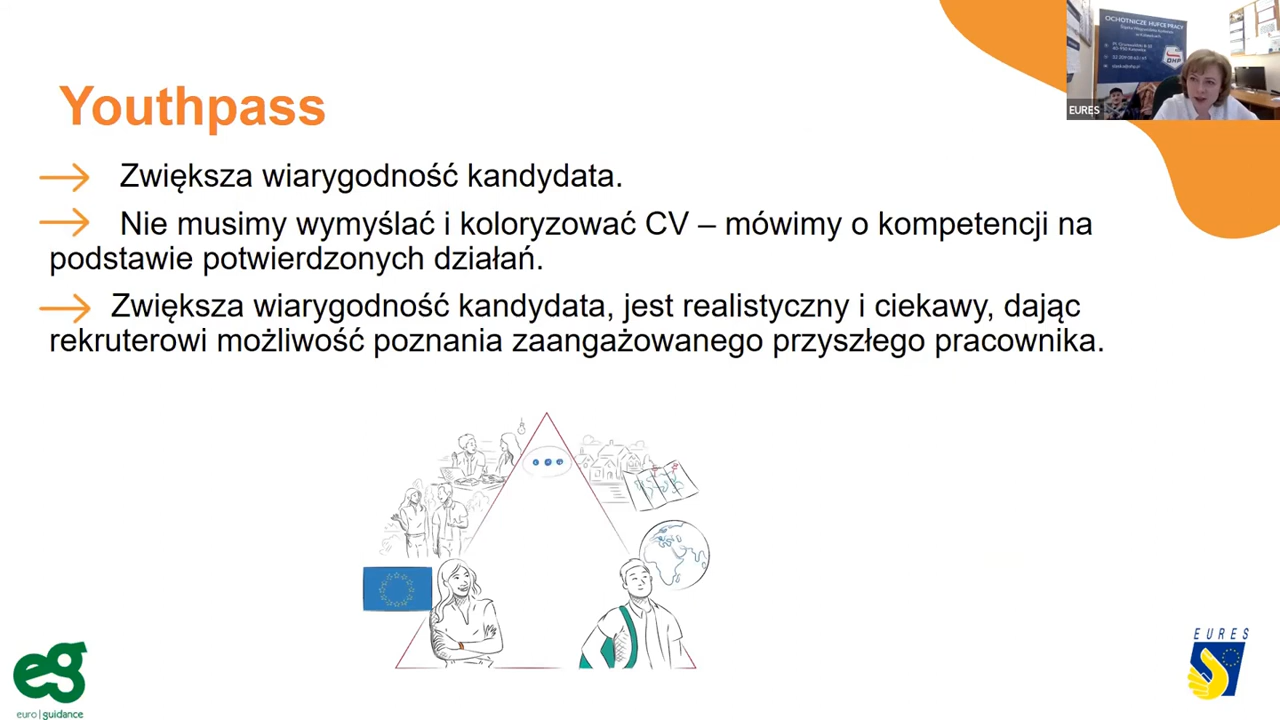 Youthpass
Zwiększa wiarygodność kandydata.
Nie musimy wymyślać i koloryzować CV – mówimy o kompetencji na
podstawie potwierdzonych działań.
Zwiększa wiarygodność kandydata, jest realistyczny i ciekawy, dając
rekruterowi możliwość poznania zaangażowanego przyszłego pracownika.
OCHOTNICZE HUFCE PRACY
OHP
EURES
eg
euro|guidance
EURES